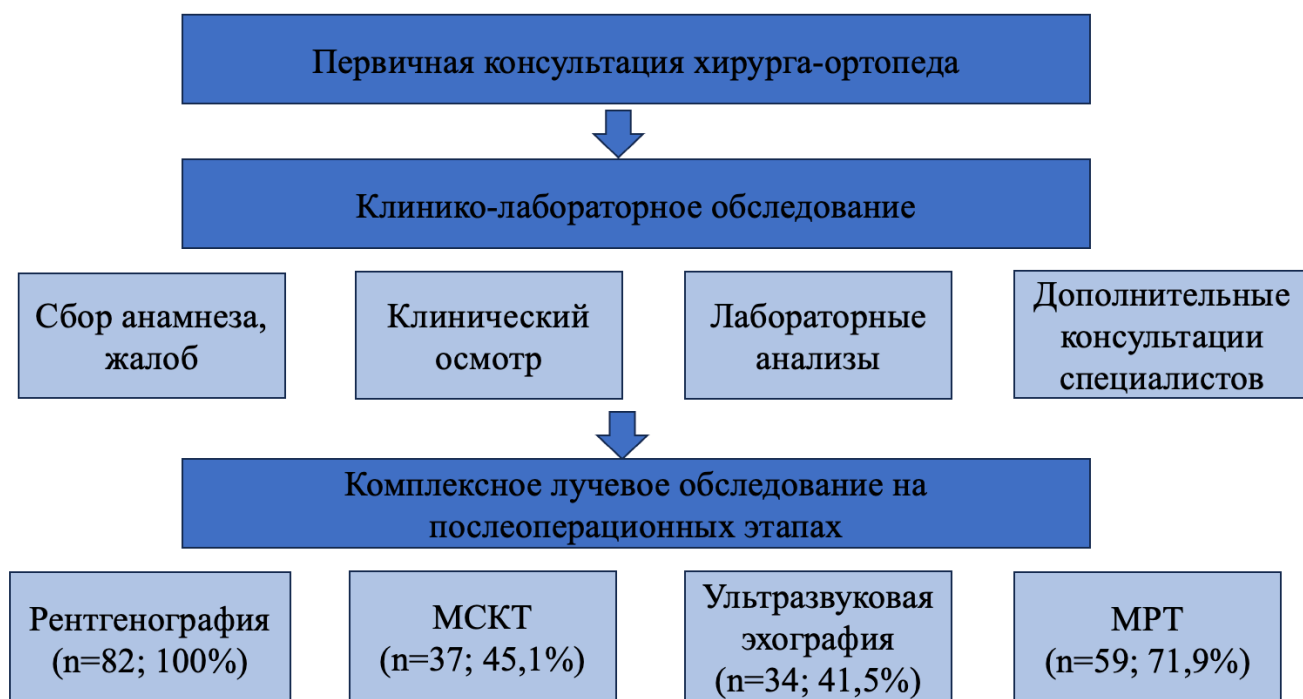 Первичная консультация хирурга-ортопеда
Клинико-лабораторное обследование
Сбор анамнеза,
жалоб
Клинический
осмотр
Лабораторные
анализы
Дополнительные
консультации
специалистов
Комплексное лучевое обследование на
послеоперационных этапах
Рентгенография
(n=82; 100%)
МСКТ
(n=37; 45,1%)
Ультразвуковая
эхография
(n=34; 41,5%)
МРТ
(n=59; 71,9%)